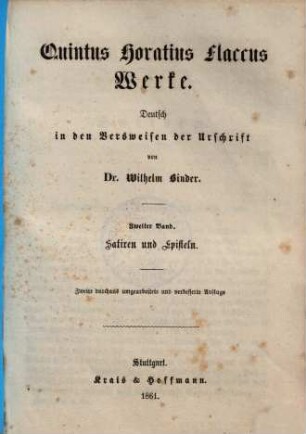 Quintus Horatius Flaccus
Werke.
Deutsch
in den Versweisen der Urschrift
von
Dr. Wilhelm Binder.
Zweiter Band.
Satiren und Episteln.
Zweite durchaus umgearbeitete und verbesserte Auflage
Stuttgart.
Krais & Hoffmann.
1861.